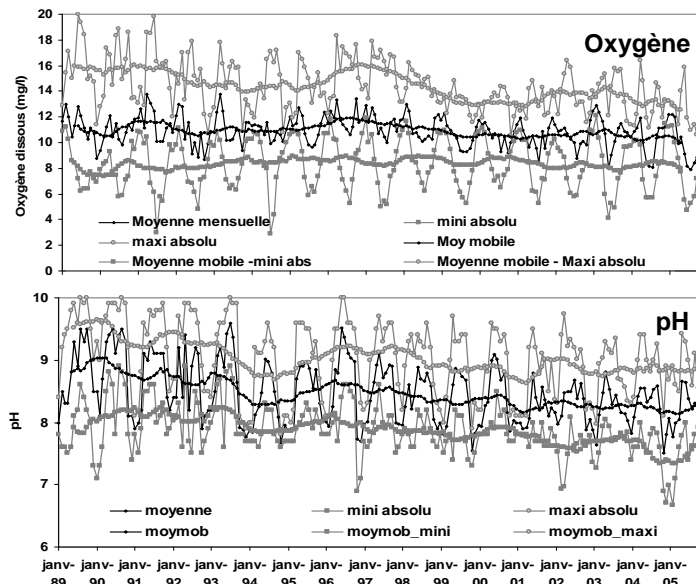 Oxygène
Oxygène dissous (mg/l)
20
18
16
14
12
10
8
6
4
2
0
Moyenne mensuelle
mini absolu
maxi absolu
Moy mobile
Moyenne mobile -mini abs
Moyenne mobile - Maxi absolu
pH
pH
10
9
8
7
6
moyenne
mini absolu
maxi absolu
moymob
moymob_mini
moymob_maxi
janv- janv- janv- janv- janv- janv- janv- janv- janv- janv- janv- janv- janv- janv- janv- janv- janv-
89 90 91 92 93 94 95 96 97 98 99 00 01 02 03 04 05